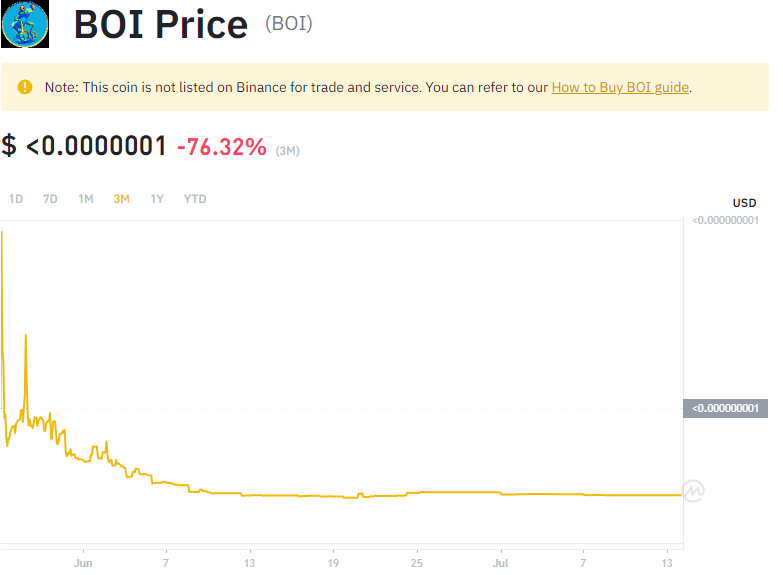 BOI Price (BOI)
Note: This coin is not listed on Binance for trade and service. You can refer to our How to Buy BOI guide.
$ <0.0000001 -76.32% (3M)
1D 7D 1M 3M 1Y YTD
USD
<0.000000001
<0.000000001
Jun 7 13 19 25 Jul 7 13